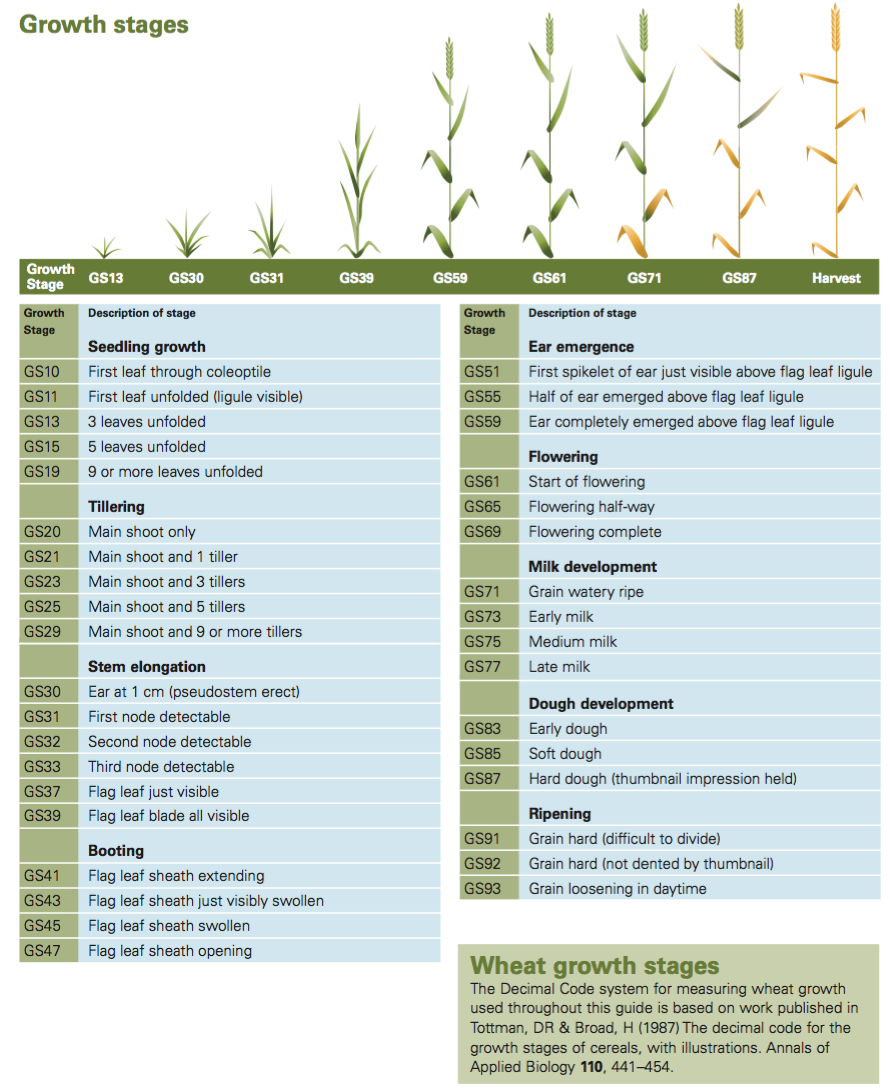 Growth stages
Growth
Stage
GS13 GS30 GS31 GS39 GS59 GS61 GS71 GS87 Harvest
Growth
Stage
Description of stage
Seedling growth
GS10 First leaf through coleoptile
GS11 First leaf unfolded (ligule visible)
GS13 3 leaves unfolded
GS15 5 leaves unfolded
GS19 9 or more leaves unfolded
Tillering
GS20 Main shoot only
GS21 Main shoot and 1 tiller
GS23 Main shoot and 3 tillers
GS25 Main shoot and 5 tillers
GS29 Main shoot and 9 or more tillers
Stem elongation
GS30 Ear at 1 cm (pseudostem erect)
GS31 First node detectable
GS32 Second node detectable
GS33 Third node detectable
GS37 Flag leaf just visible
GS39 Flag leaf blade all visible
Booting
GS41 Flag leaf sheath extending
GS43 Flag leaf sheath just visibly swollen
GS45 Flag leaf sheath swollen
GS47 Flag leaf sheath opening
Growth
Stage
Description of stage
Ear emergence
GS51 First spikelet of ear just visible above flag leaf ligule
GS55 Half of ear emerged above flag leaf ligule
GS59 Ear completely emerged above flag leaf ligule
Flowering
GS61 Start of flowering
GS65 Flowering half-way
GS69 Flowering complete
Milk development
GS71 Grain watery ripe
GS73 Early milk
GS75 Medium milk
GS77 Late milk
Dough development
GS83 Early dough
GS85 Soft dough
GS87 Hard dough (thumbnail impression held)
Ripening
GS91 Grain hard (difficult to divide)
GS92 Grain hard (not dented by thumbnail)
GS93 Grain loosening in daytime
Wheat growth stages
The Decimal Code system for measuring wheat growth
used throughout this guide is based on work published in
Tottman, DR & Broad, H (1987) The decimal code for the
growth stages of cereals, with illustrations. Annals of
Applied Biology 110, 441–454.